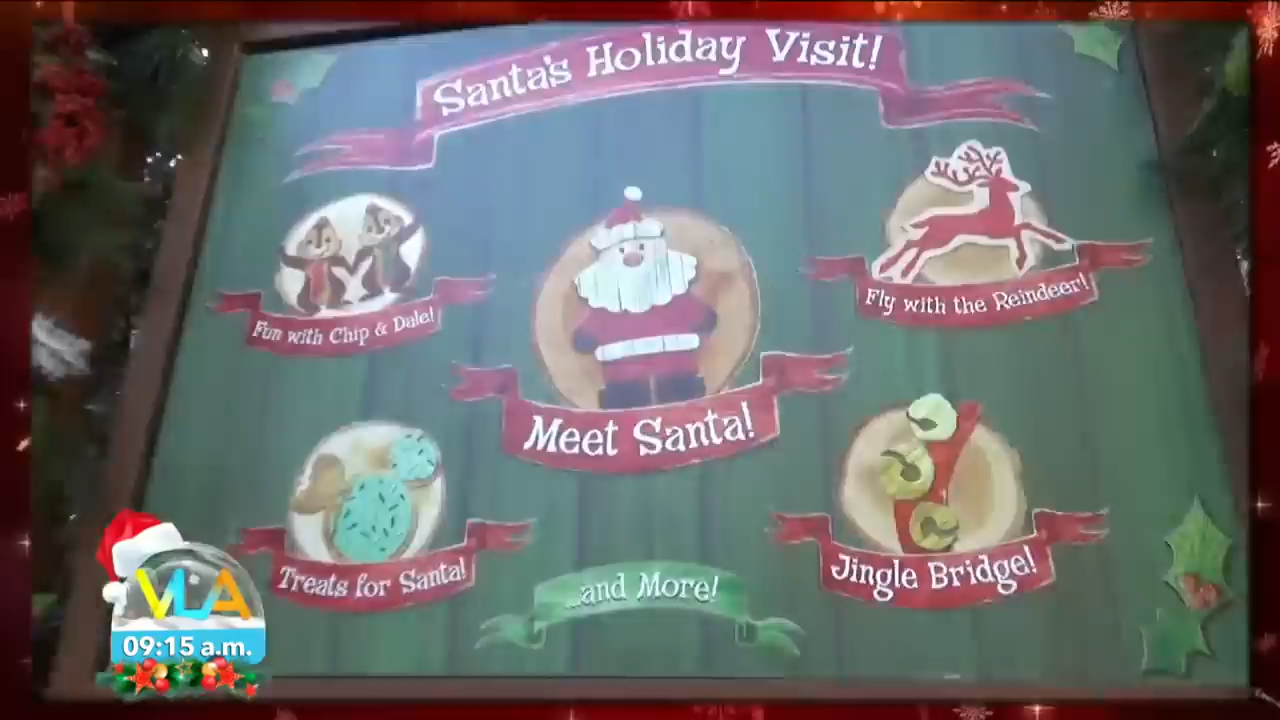 Santa's Holiday Visit!
Fun with Chip & Dale!
Fly with the Reindeer!
Meet Santa!
Treats for Santa!
Jingle Bridge!
...and More!
VLA
09:15 a.m.